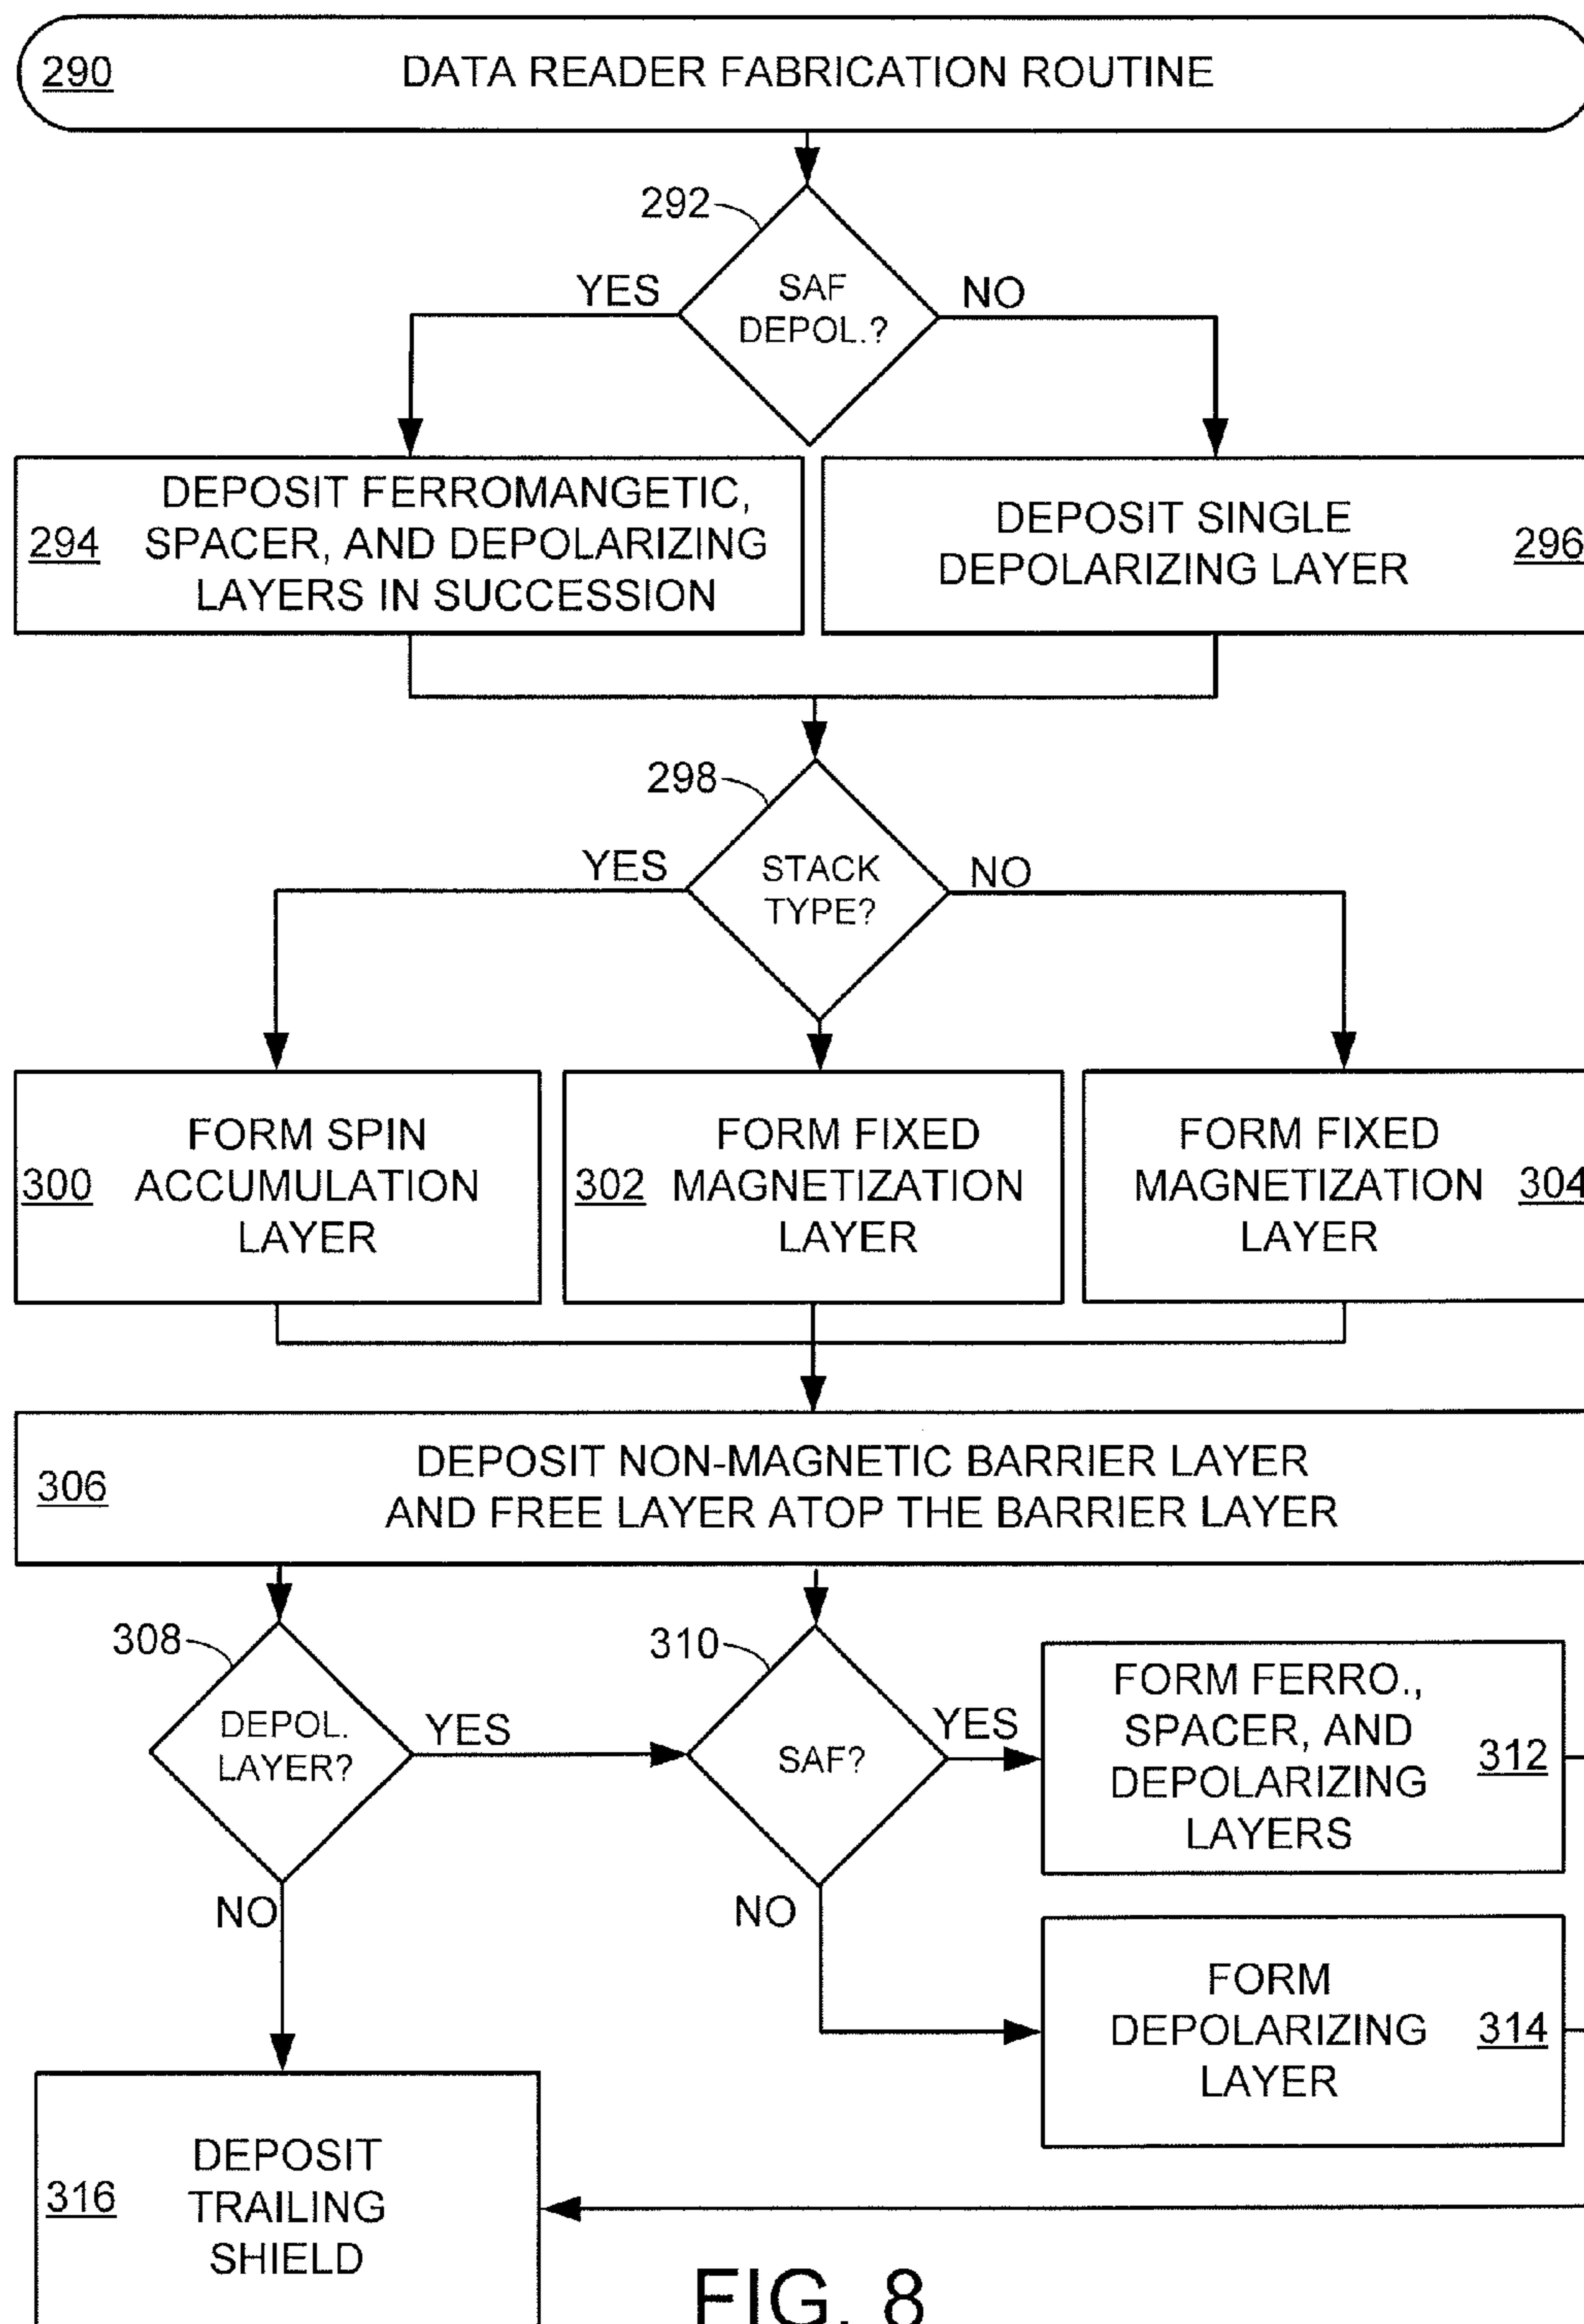 290 DATA READER FABRICATION ROUTINE
292
SAF
DEPOL.?
YES
NO
294
DEPOSIT FERROMANGETIC,
SPACER, AND DEPOLARIZING
LAYERS IN SUCCESSION
DEPOSIT SINGLE
DEPOLARIZING LAYER
296
298
STACK
TYPE?
YES
NO
300
FORM SPIN
ACCUMULATION
LAYER
302
FORM FIXED
MAGNETIZATION
LAYER
FORM FIXED
MAGNETIZATION
LAYER
304
306
DEPOSIT NON-MAGNETIC BARRIER LAYER
AND FREE LAYER ATOP THE BARRIER LAYER
308
DEPOL.
LAYER?
YES
NO
310
SAF?
YES
NO
FORM FERRO.,
SPACER, AND
DEPOLARIZING
LAYERS
312
FORM
DEPOLARIZING
LAYER
314
316
DEPOSIT
TRAILING
SHIELD
FIG. 8